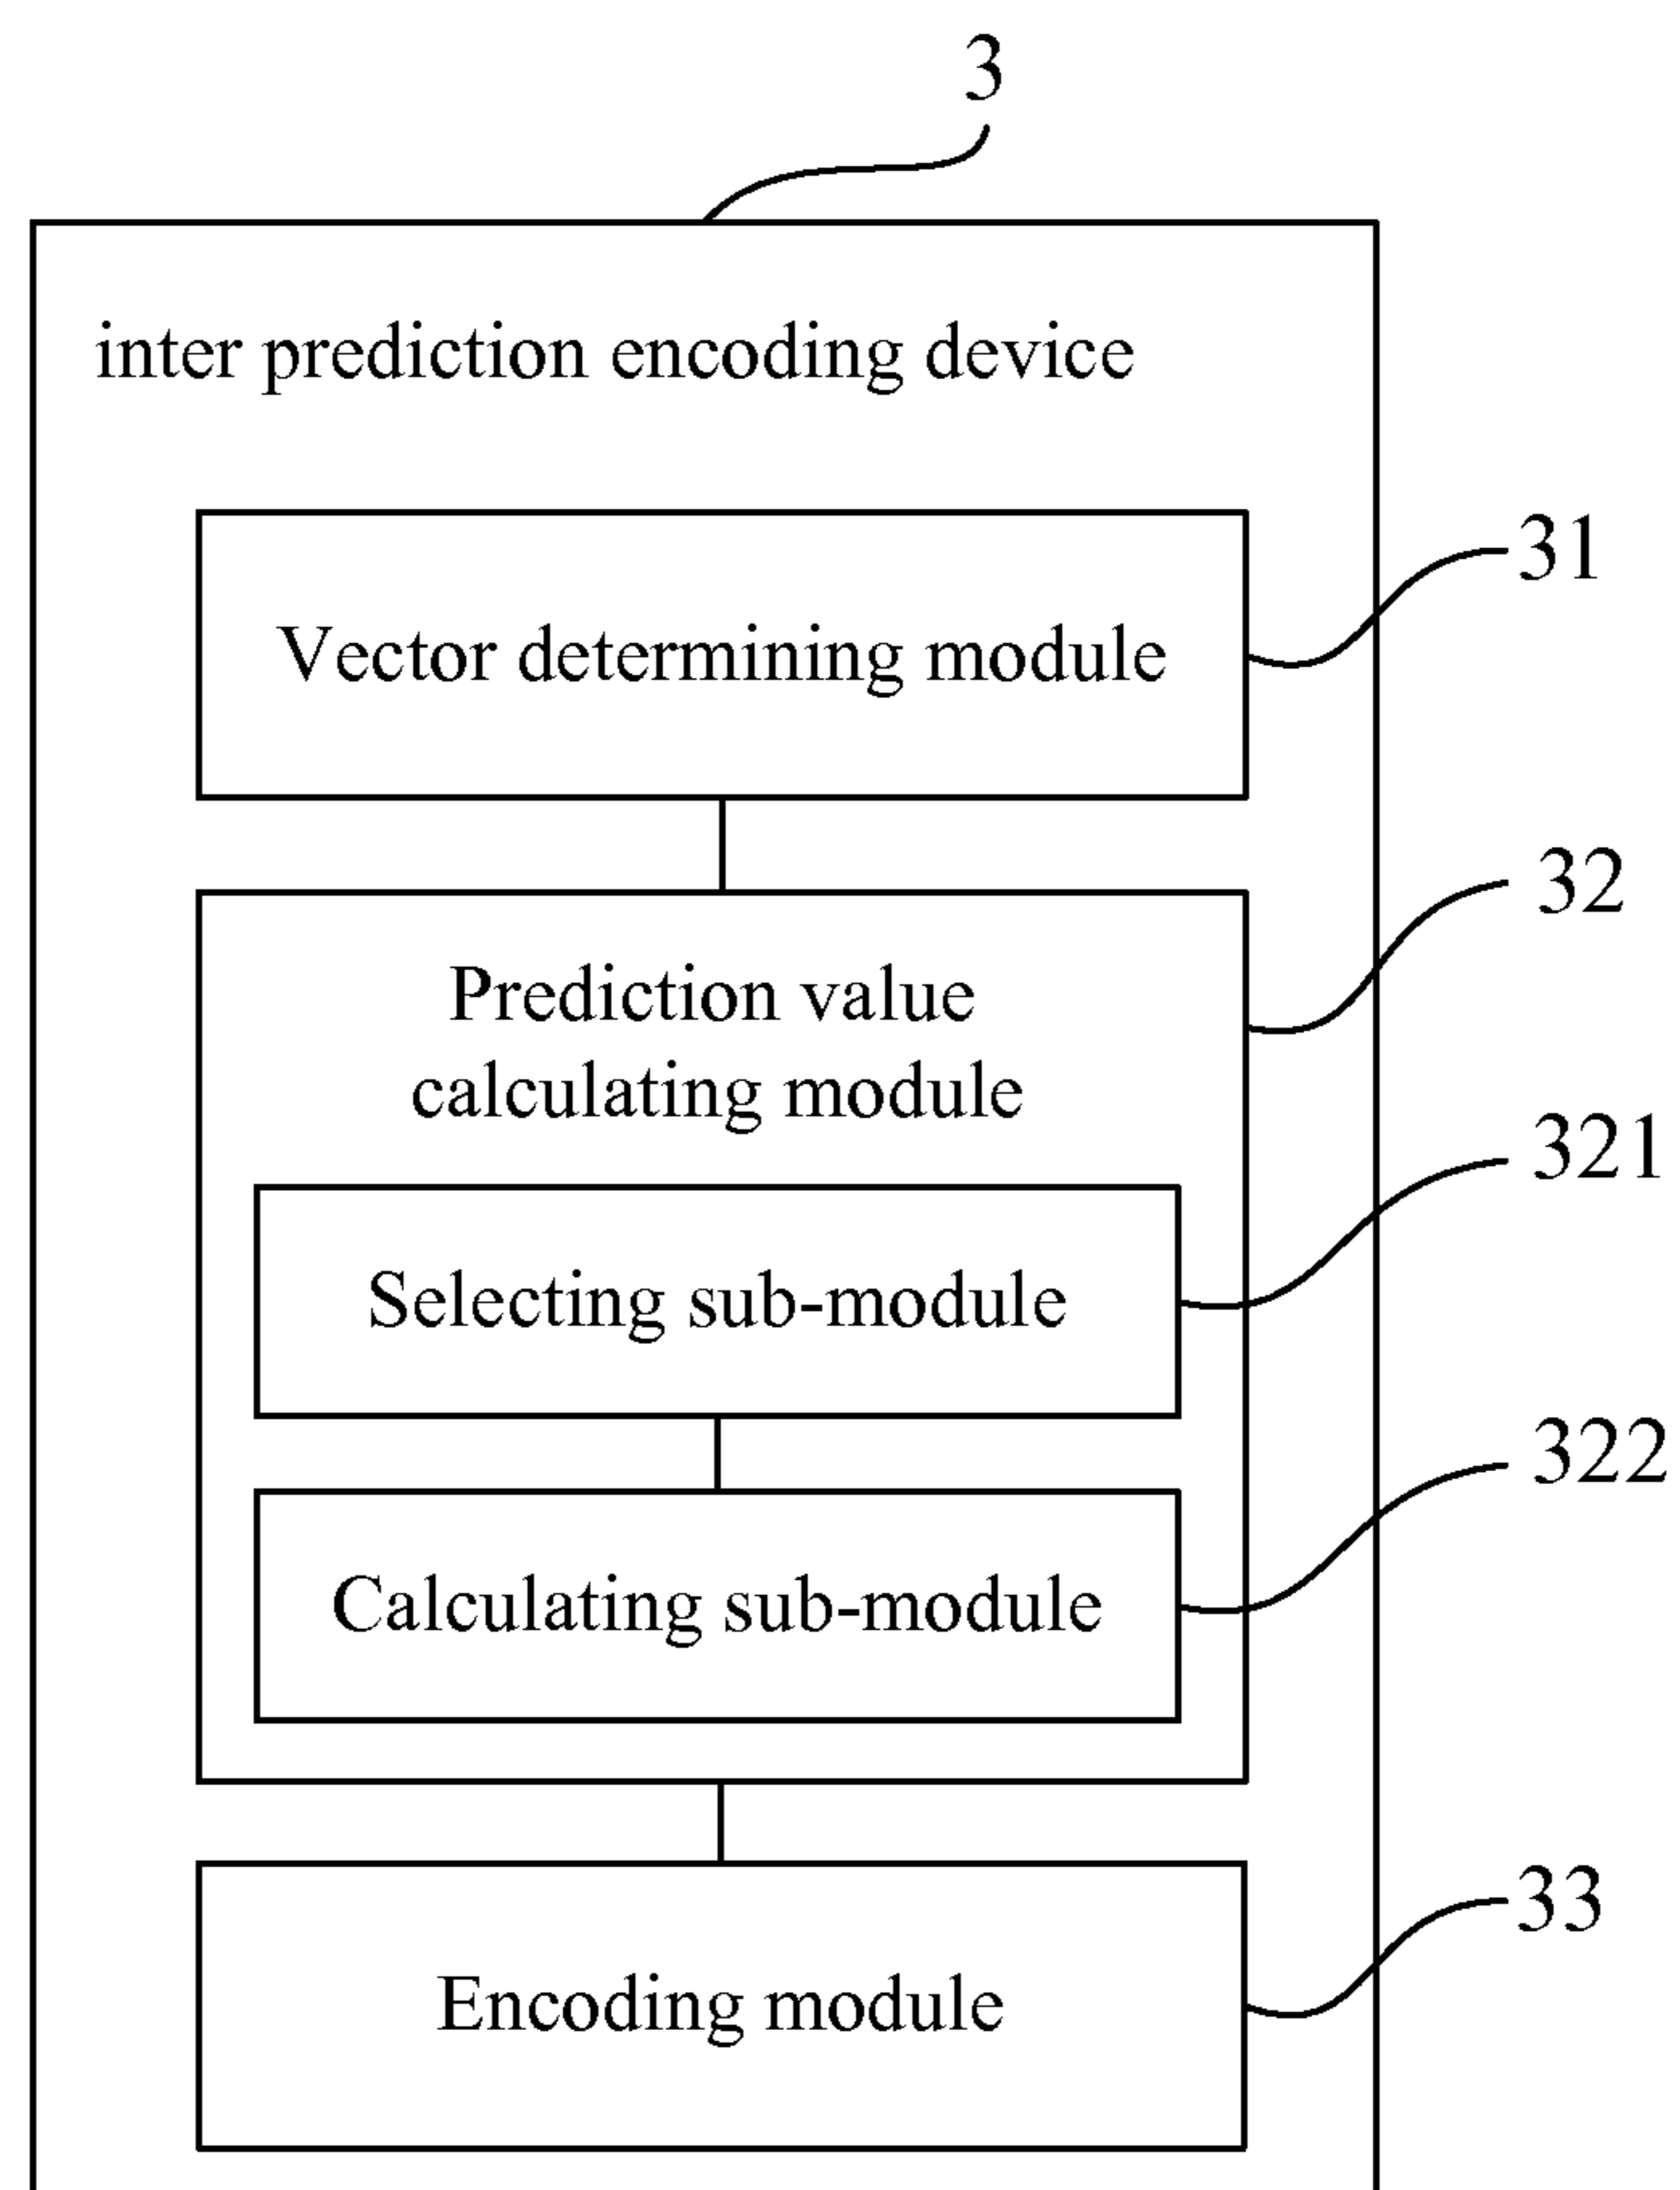 3
inter prediction encoding device
31
Vector determining module
32
Prediction value
calculating module
321
Selecting sub-module
322
Calculating sub-module
33
Encoding module